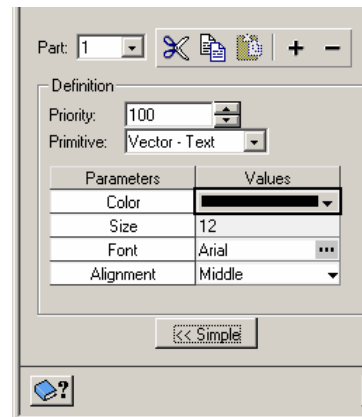 Part: 1 + -
Definition
Priority: 100
Primitive: Vector - Text
Parameters Values
Color
Size 12
Font Arial ...
Alignment Middle
<< Simple
?